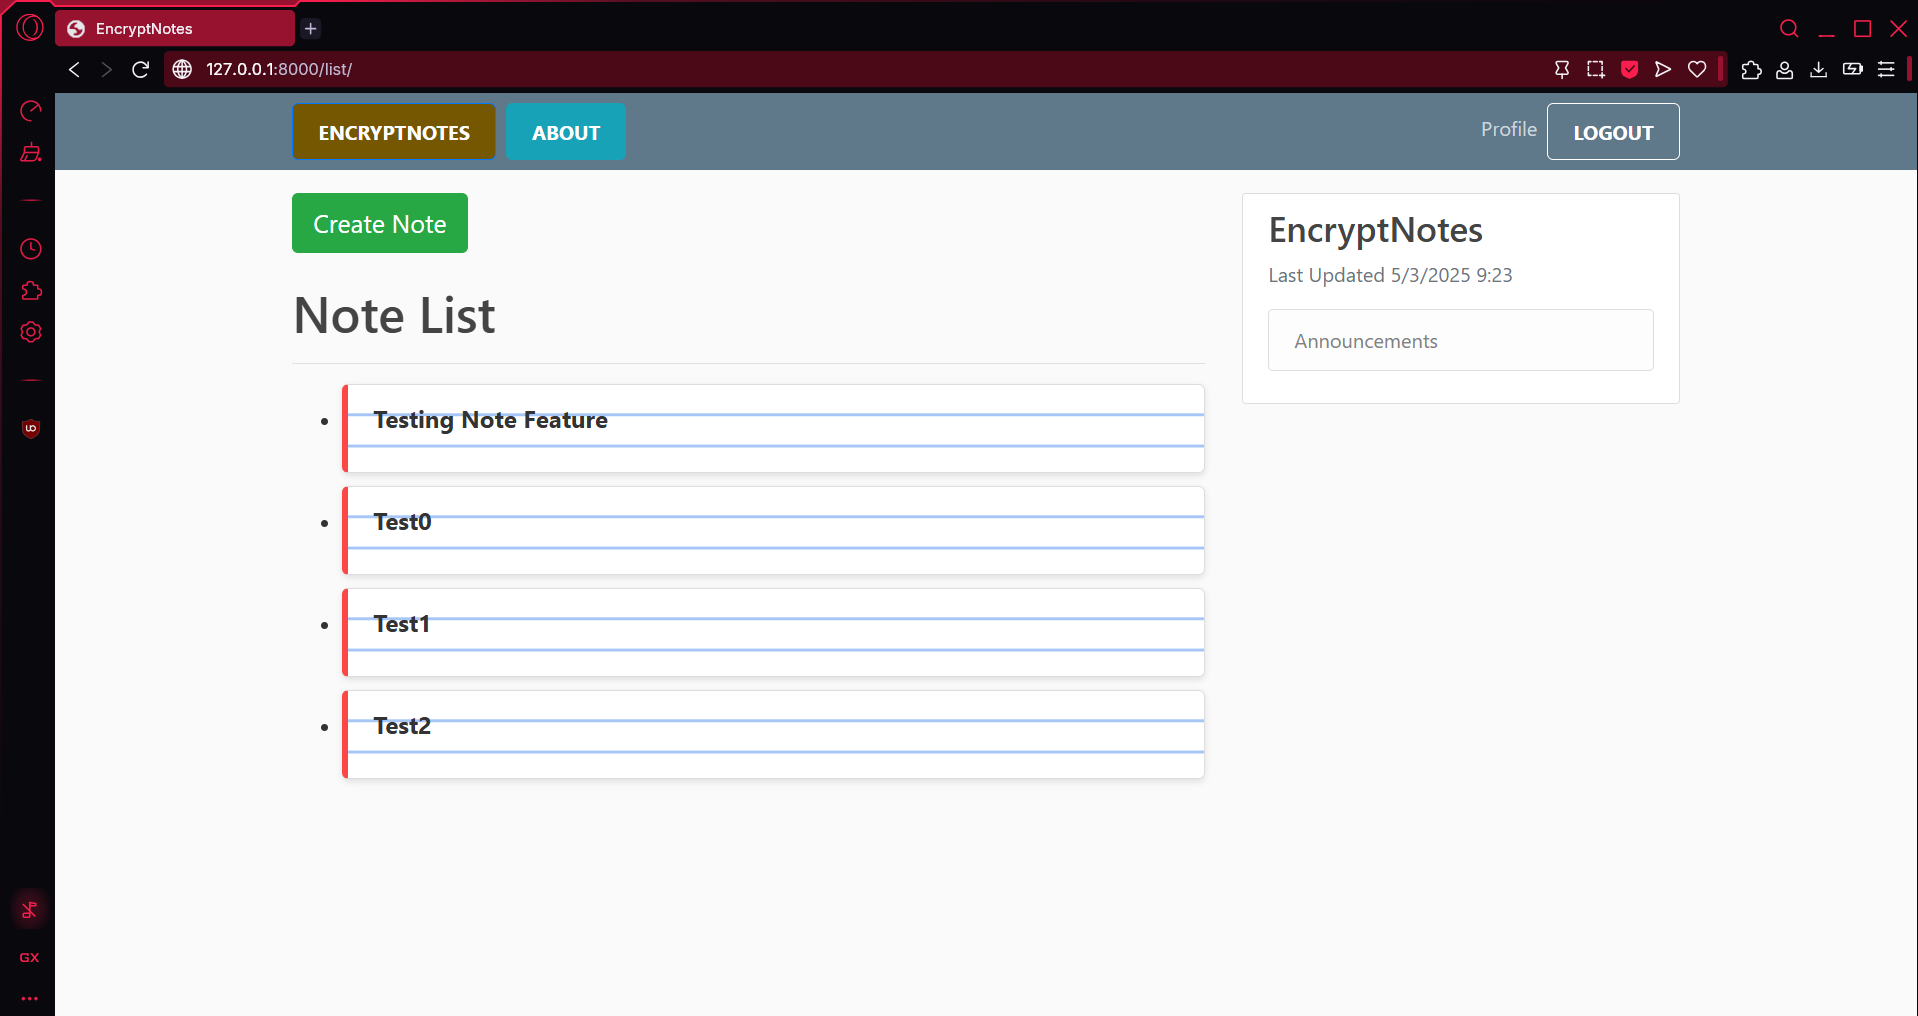 EncryptNotes
127.0.0.1:8000/list/
ENCRYPTNOTES
ABOUT
Profile
LOGOUT
Create Note
Note List
Testing Note Feature
Test0
Test1
Test2
EncryptNotes
Last Updated 5/3/2025 9:23
Announcements
GX